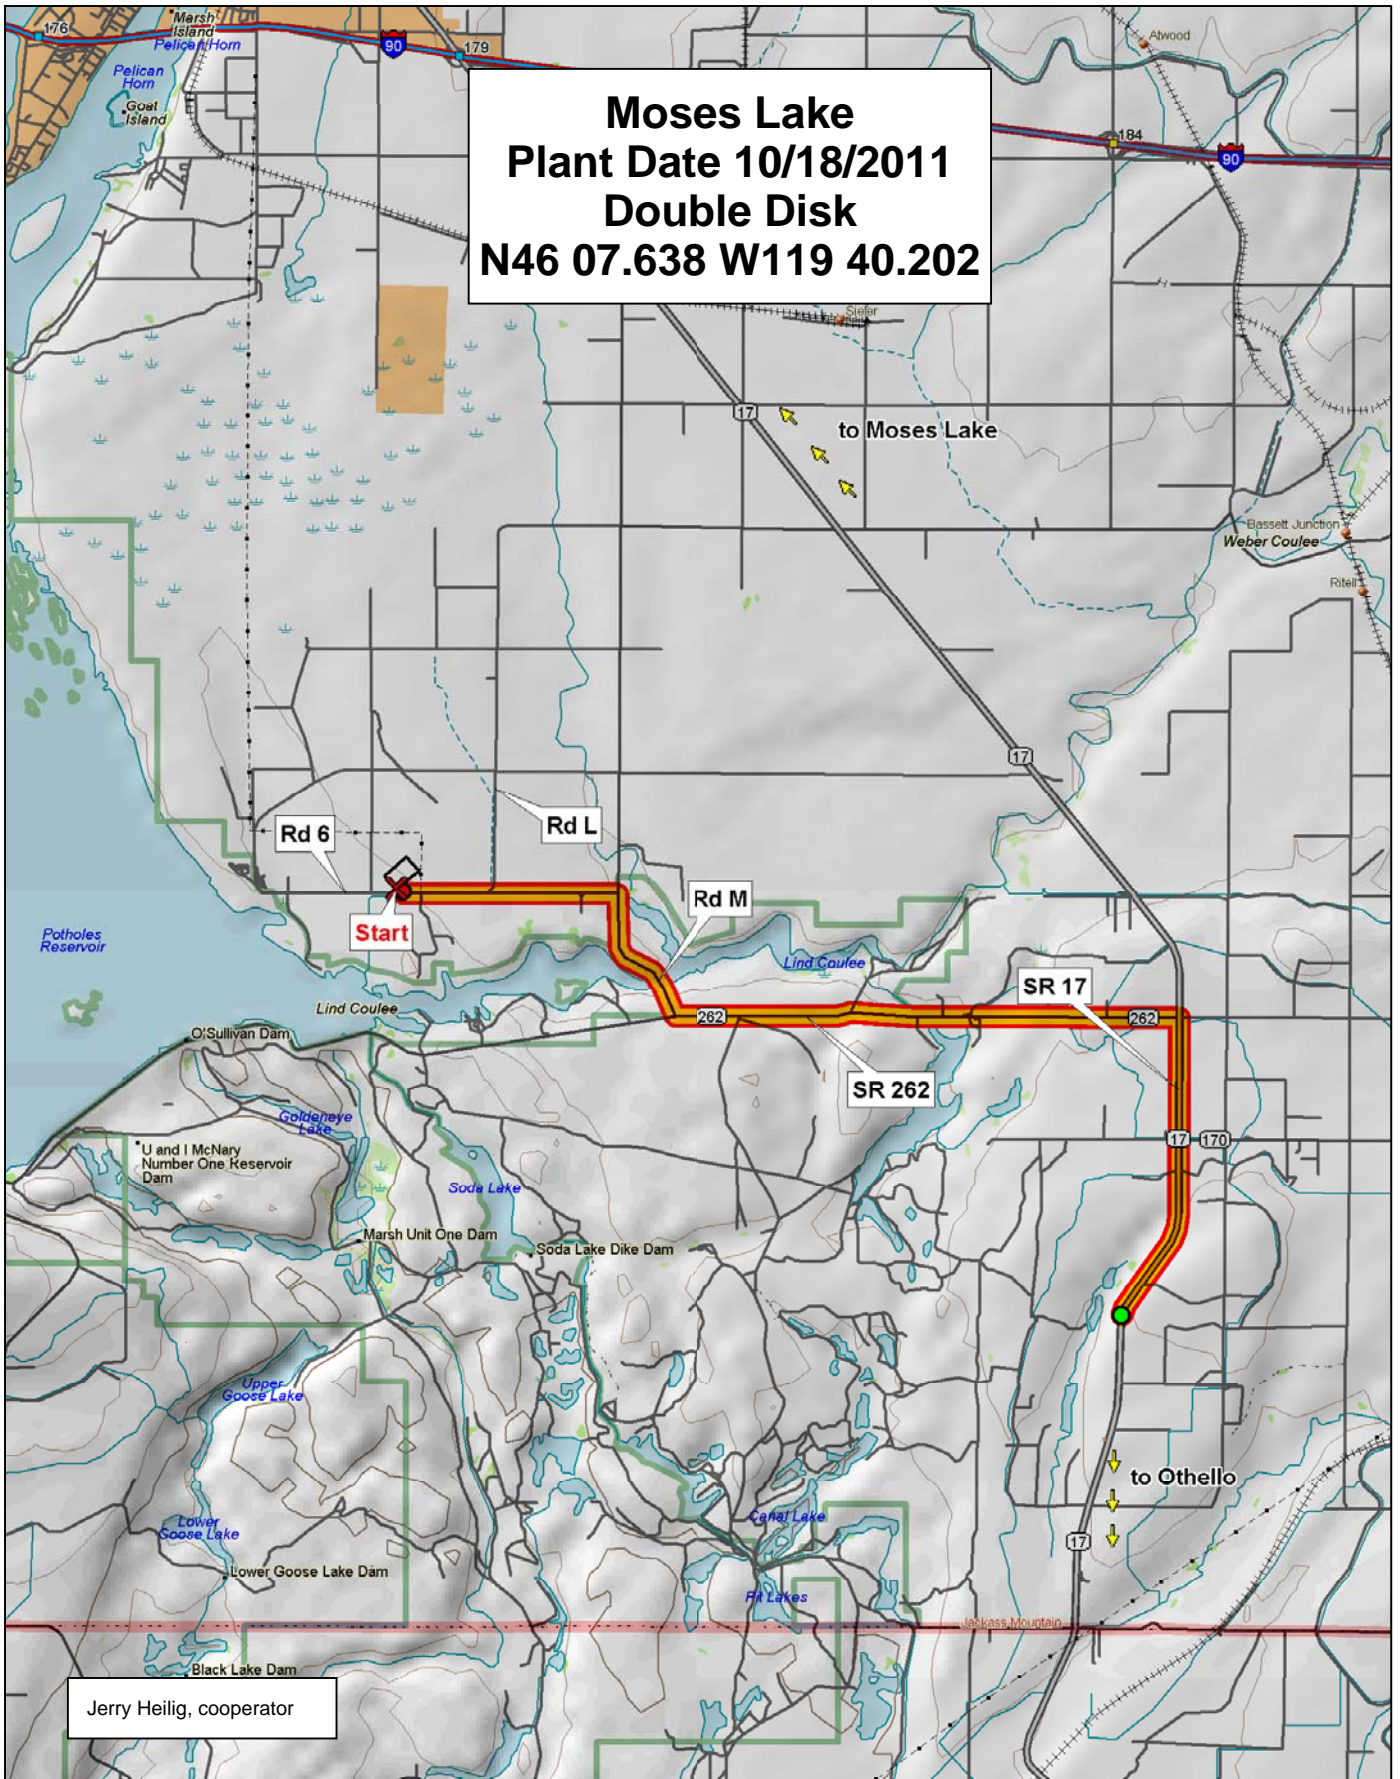 176
Marsh
Island
Pelican Horn
90
179
Pelican
Horn
Goat
Island
Atwood
184
90
Moses Lake
Plant Date 10/18/2011
Double Disk
N46 07.638 W119 40.202
Sieler
17
to Moses Lake
Bassett Junction
Weber Coulee
Ritell
17
Rd 6
Rd L
Rd M
Start
Potholes
Reservoir
Lind Coulee
Lind Coulee
SR 17
262
262
O'Sullivan Dam
SR 262
Goldeneye
Lake
U and I McNary
Number One Reservoir
Dam
17
170
Soda Lake
Marsh Unit One Dam
Soda Lake Dike Dam
Upper
Goose Lake
to Othello
Lower
Goose Lake
Canal Lake
17
Lower Goose Lake Dam
Pit Lakes
Jackass Mountain
Black Lake Dam
Jerry Heilig, cooperator